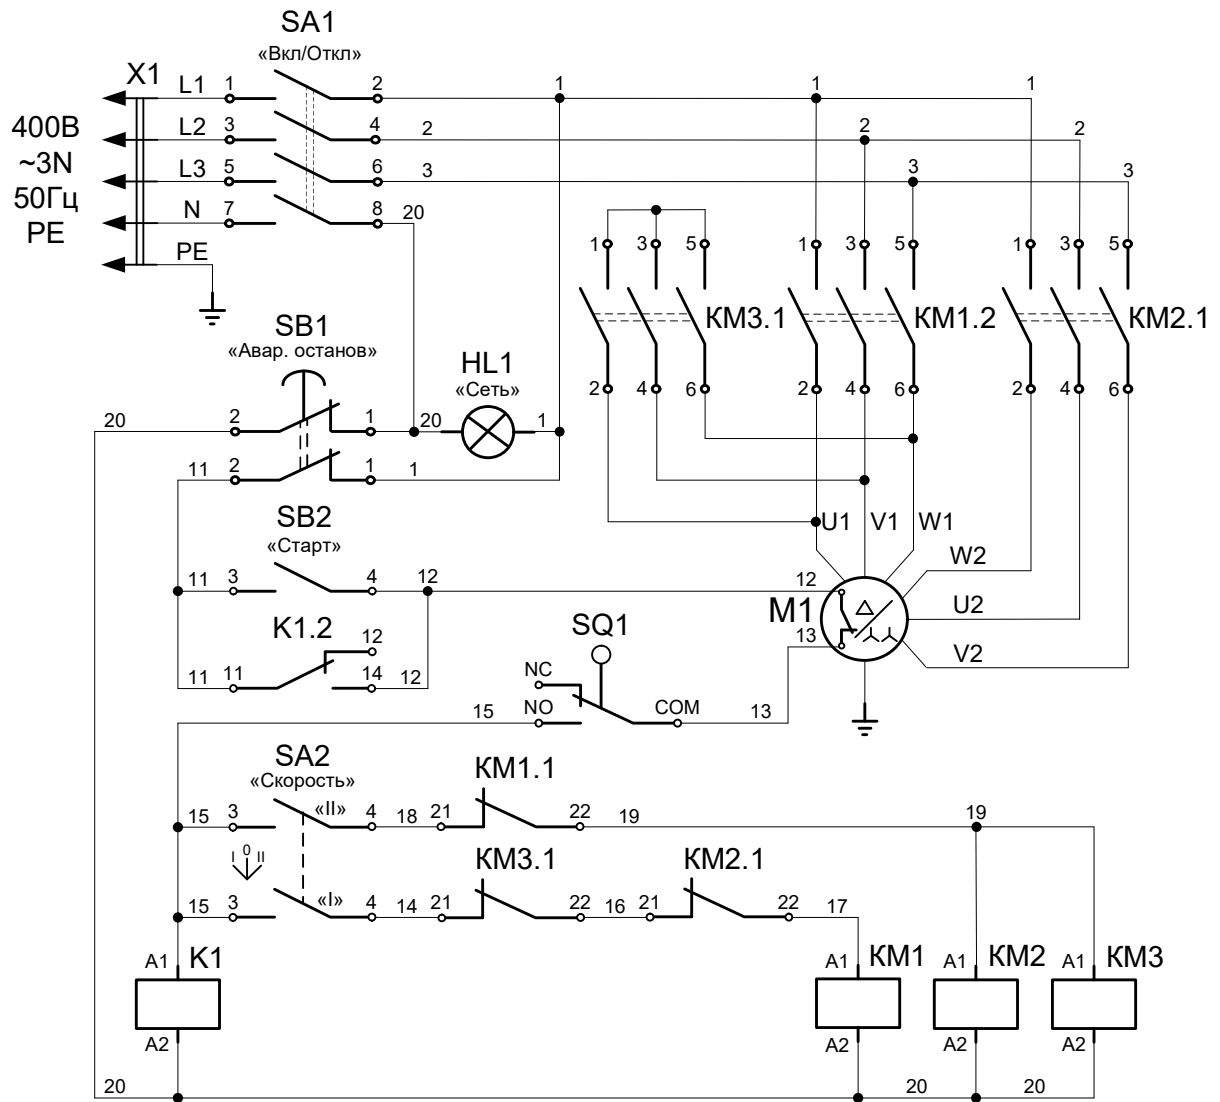 SA1
«Вкл/Откл»
X1
L1 1 2 1 1 1
400В
L2 3 4 2 2 2
~3N
L3 5 6 3 3 3
50Гц
N 7 8 20
PE
PE
1 3 5 1 3 5 1 3 5
КМ3.1 КМ1.2 КМ2.1
SB1
«Авар. останов»
HL1
«Сеть»
2 4 6 2 4 6 2 4 6
20 2 1 20 1
11 2 1 1
SB2
«Старт»
U1 V1 W1
W2
11 3 4 12 12
M1
U2
K1.2
12
SQ1
13
V2
11 11 14 12
NC
15 NO COM 13
SA2
«Скорость»
КМ1.1
15 3 «II» 4 18 21 22 19 19
I 0 II
КМ3.1 КМ2.1
15 3 «I» 4 14 21 22 16 21 22 17
A1 K1 A1 КМ1 A1 КМ2 A1 КМ3
A2 A2 A2 A2
20 20 20